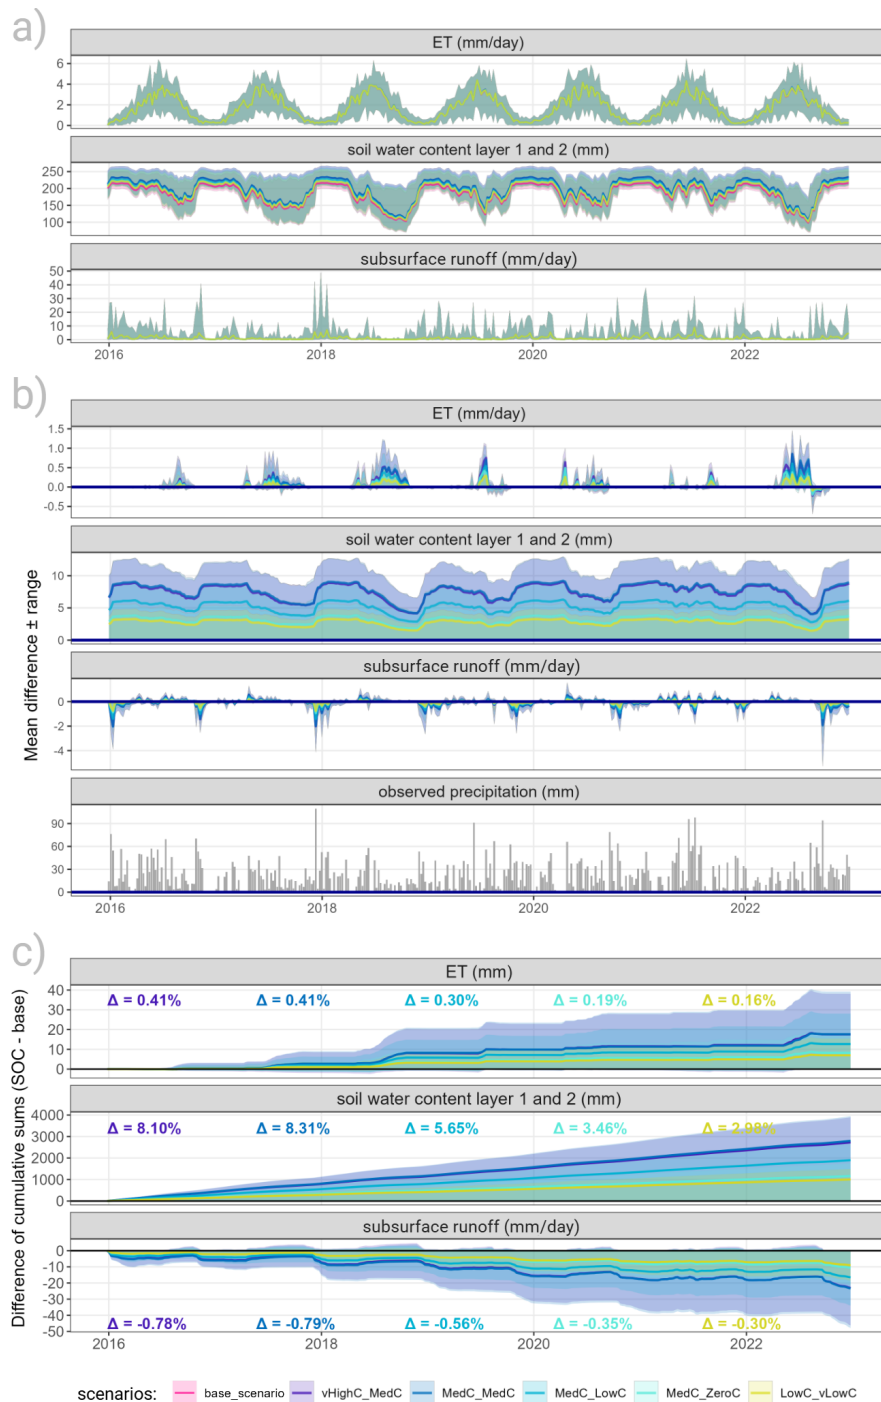 a)
ET (mm/day)
6
4
2
0
soil water content layer 1 and 2 (mm)
250
200
150
100
subsurface runoff (mm/day)
50
40
30
20
10
0
2016 2018 2020 2022
b)
Mean difference ± range
ET (mm/day)
1.5
1.0
0.5
0.0
-0.5
soil water content layer 1 and 2 (mm)
10
5
0
subsurface runoff (mm/day)
0
-2
-4
observed precipitation (mm)
90
60
30
0
2016 2018 2020 2022
c)
Difference of cumulative sums (SOC - base)
ET (mm)
40
30
20
10
0
Δ = 0.41% Δ = 0.41% Δ = 0.30% Δ = 0.19% Δ = 0.16%
soil water content layer 1 and 2 (mm)
4000
3000
2000
1000
0
Δ = 8.10% Δ = 8.31% Δ = 5.65% Δ = 3.46% Δ = 2.98%
subsurface runoff (mm/day)
0
-10
-20
-30
-40
-50
Δ = -0.78% Δ = -0.79% Δ = -0.56% Δ = -0.35% Δ = -0.30%
2016 2018 2020 2022
scenarios: base_scenario vHighC_MedC MedC_MedC MedC_LowC MedC_ZeroC LowC_vLowC